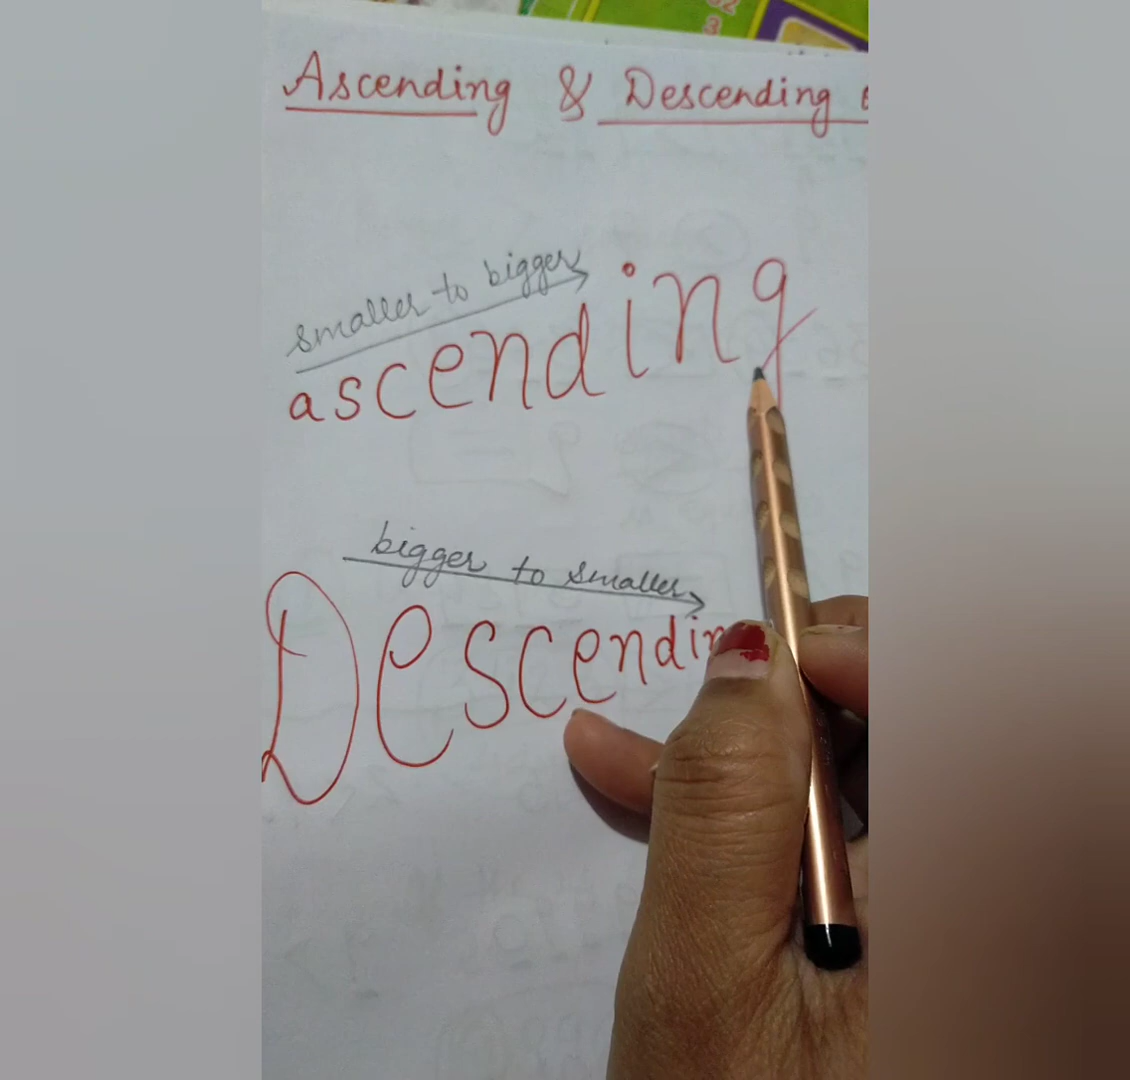 Ascending & Descending
smaller to bigger
ascending
bigger to smaller
Descendin